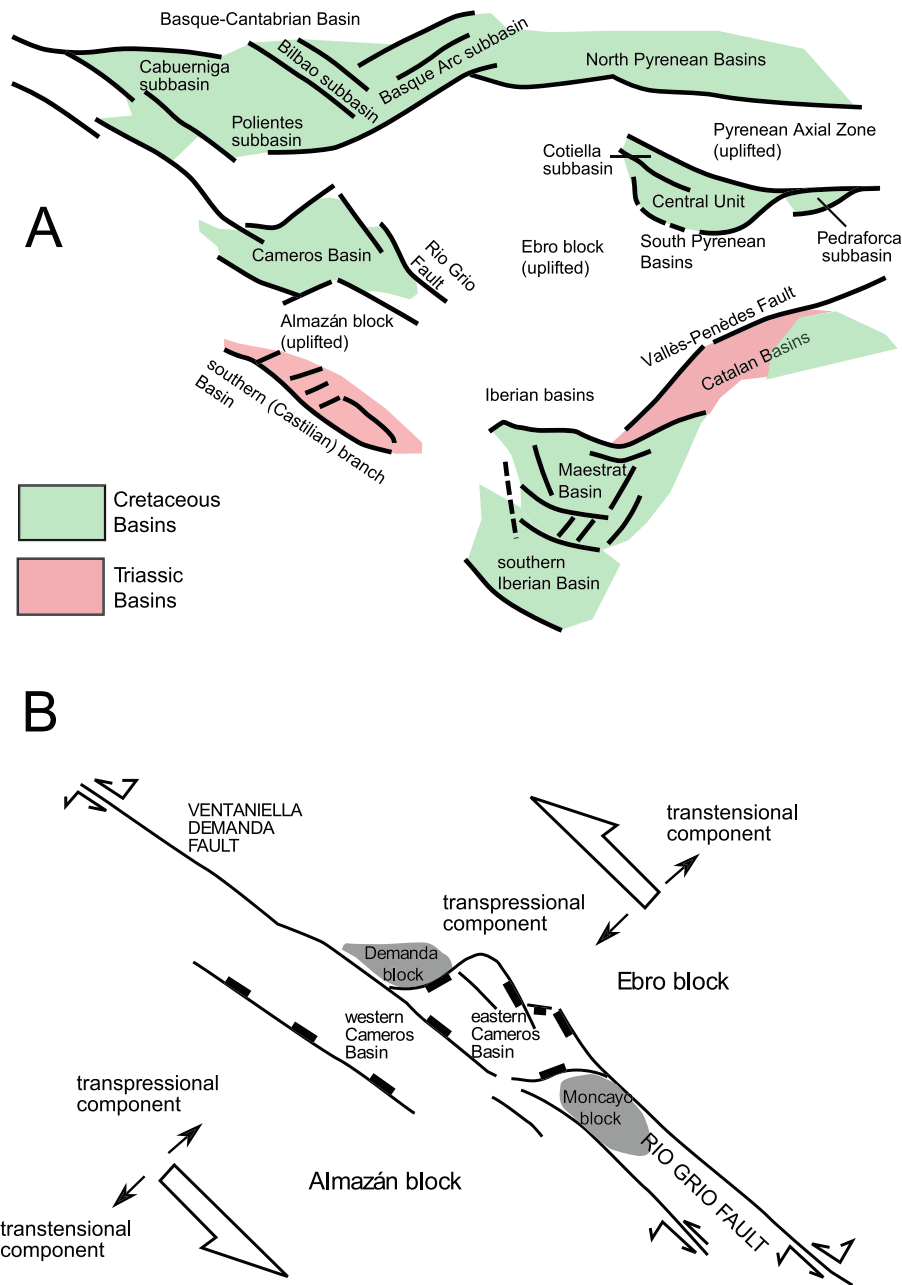 Basque-Cantabrian Basin
Cabuerniga
subbasin
Bilbao subbasin
Basque Arc subbasin
North Pyrenean Basins
Polientes
subbasin
Pyrenean Axial Zone
(uplifted)
Cotiella
subbasin
Central Unit
South Pyrenean
Basins
Pedraforca
subbasin
A
Cameros Basin
Rio Grio
Fault
Ebro block
(uplifted)
Almazán block
(uplifted)
southern (Castilian) branch
Basin
Vallès-Penèdes Fault
Catalan Basins
Iberian basins
Maestrat
Basin
southern
Iberian Basin
Cretaceous
Basins
Triassic
Basins
B
VENTANIELLA
DEMANDA
FAULT
transtensional
component
transpressional
component
Demanda
block
Ebro block
western
Cameros
Basin
eastern
Cameros
Basin
transpressional
component
Moncayo
block
RIO GRIO FAULT
Almazán block
transtensional
component